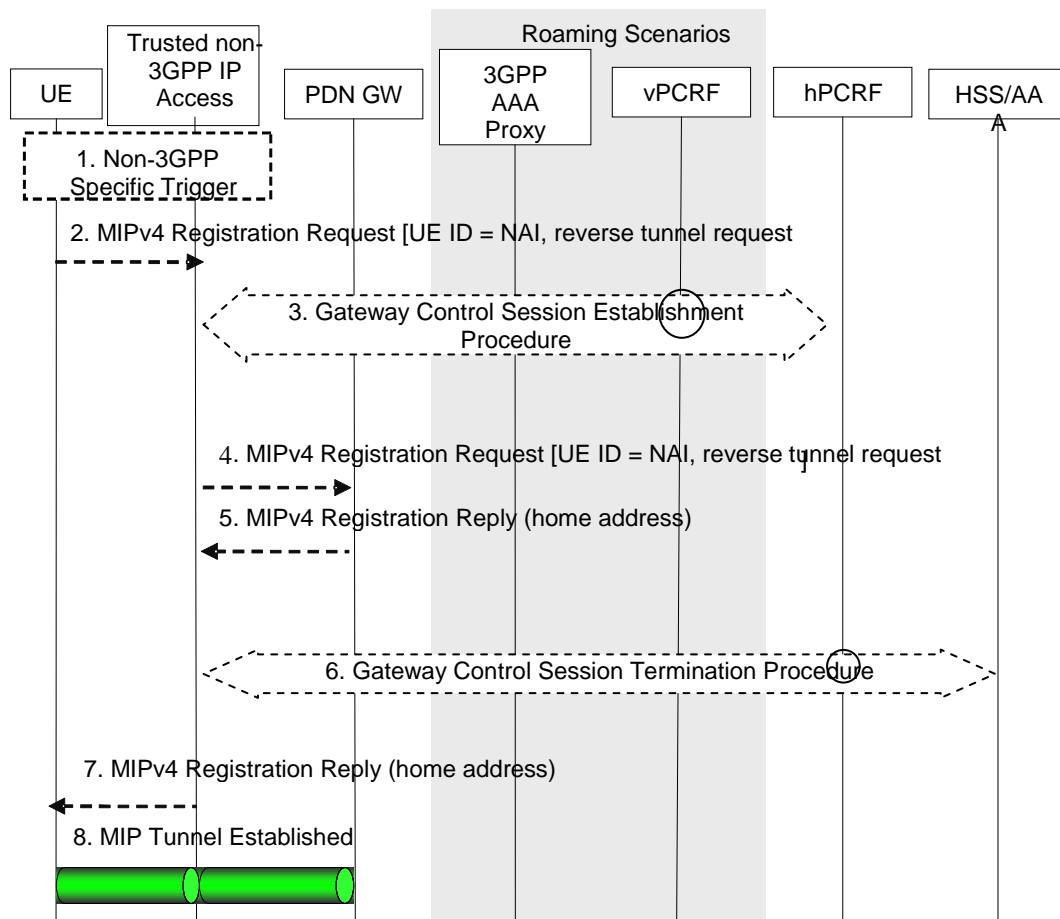 Roaming Scenarios
UE
Trusted non-
3GPP IP
Access
PDN GW
3GPP
AAA
Proxy
vPCRF
hPCRF
HSS/AA
A
1. Non-3GPP
Specific Trigger
2. MIPv4 Registration Request [UE ID = NAI, reverse tunnel request
3. Gateway Control Session Establishment
Procedure
4. MIPv4 Registration Request [UE ID = NAI, reverse tunnel request
]
5. MIPv4 Registration Reply (home address)
6. Gateway Control Session Termination Procedure
7. MIPv4 Registration Reply (home address)
8. MIP Tunnel Established